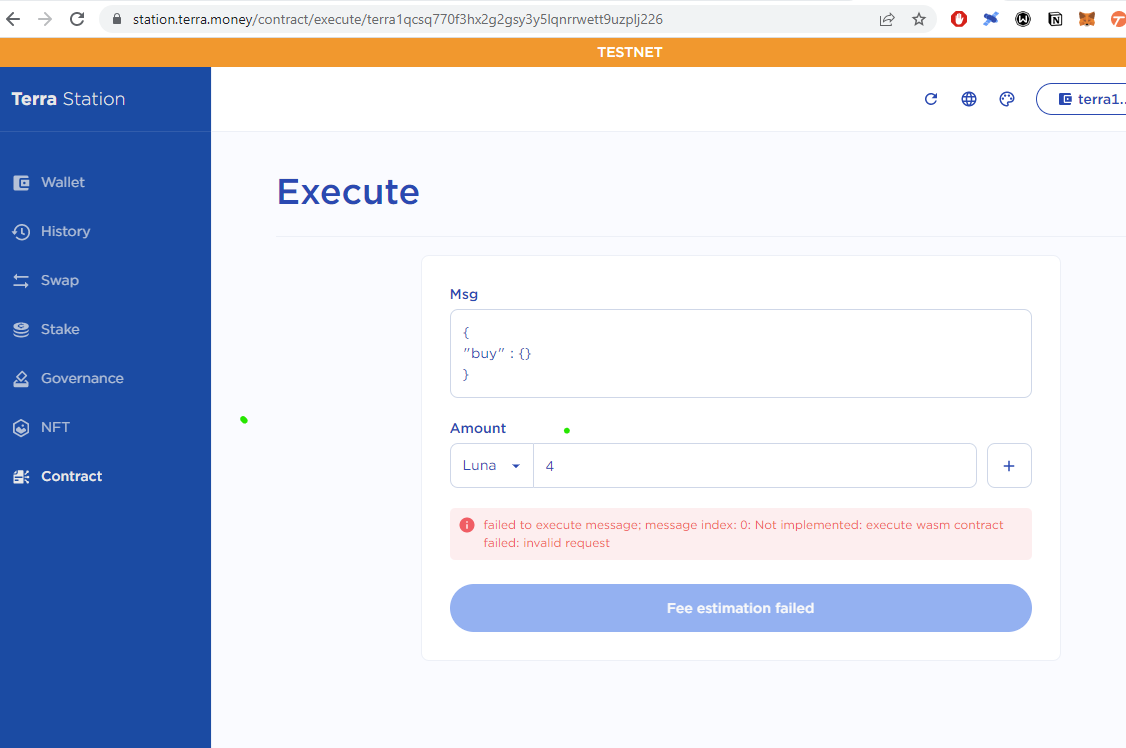 station.terra.money/contract/execute/terra1qcsq770f3hx2g2gsy3y5lqnrrwett9uzplj226
TESTNET
Terra Station
terra1..
Wallet
History
Swap
Stake
Governance
NFT
Contract
Execute
Msg
{
"buy" : {}
}
Amount
Luna
4
+
failed to execute message; message index: 0: Not implemented: execute wasm contract
failed: invalid request
Fee estimation failed